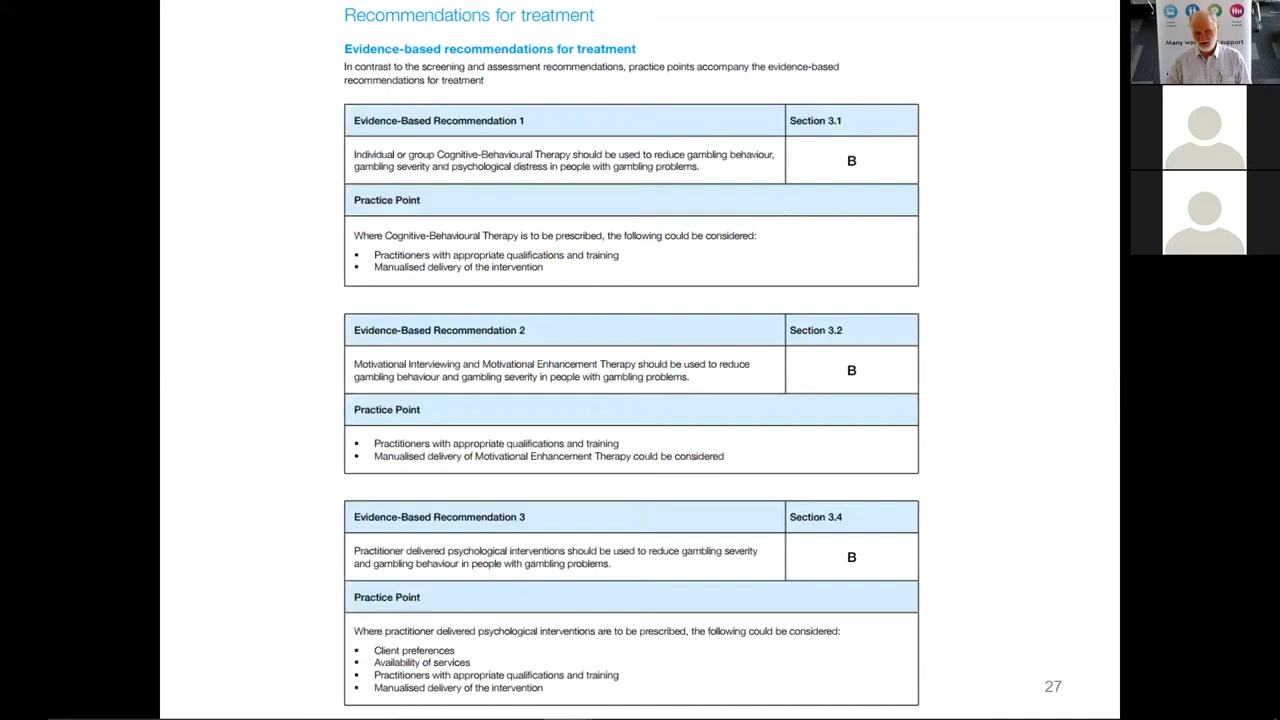 Recommendations for treatment
Evidence-based recommendations for treatment
In contrast to the screening and assessment recommendations, practice points accompany the evidence-based
recommendations for treatment
Evidence-Based Recommendation 1
Section 3.1
Individual or group Cognitive-Behavioural Therapy should be used to reduce gambling behaviour,
gambling severity and psychological distress in people with gambling problems.
B
Practice Point
Where Cognitive-Behavioural Therapy is to be prescribed, the following could be considered:
▪ Practitioners with appropriate qualifications and training
▪ Manualised delivery of the intervention
Evidence-Based Recommendation 2
Section 3.2
Motivational Interviewing and Motivational Enhancement Therapy should be used to reduce
gambling behaviour and gambling severity in people with gambling problems.
B
Practice Point
▪ Practitioners with appropriate qualifications and training
▪ Manualised delivery of Motivational Enhancement Therapy could be considered
Evidence-Based Recommendation 3
Section 3.4
Practitioner delivered psychological interventions should be used to reduce gambling severity
and gambling behaviour in people with gambling problems.
B
Practice Point
Where practitioner delivered psychological interventions are to be prescribed, the following could be considered:
▪ Client preferences
▪ Availability of services
▪ Practitioners with appropriate qualifications and training
▪ Manualised delivery of the intervention
27
Many support